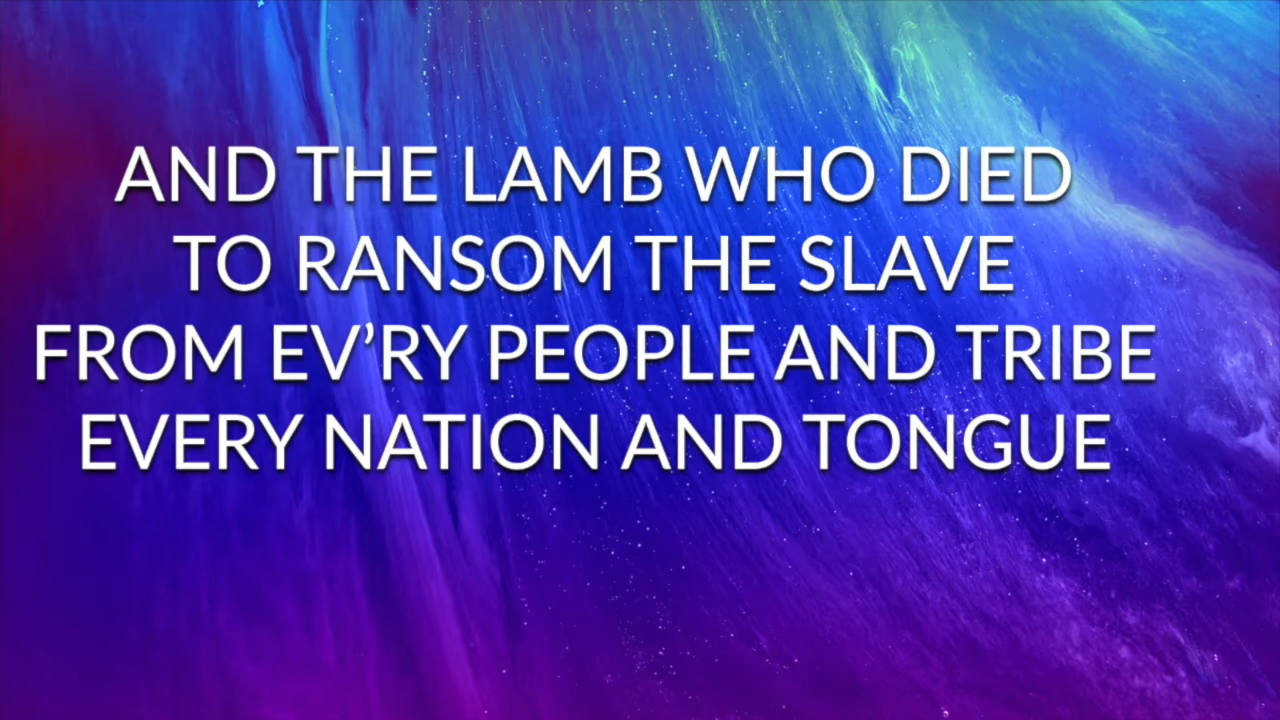 AND THE LAMB WHO DIED
TO RANSOM THE SLAVE
FROM EV’RY PEOPLE AND TRIBE
EVERY NATION AND TONGUE